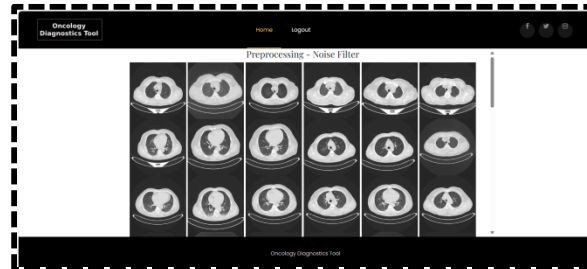 Oncology
Diagnostics Tool
Home
Logout
Preprocessing - Noise Filter
Oncology Diagnostics Tool